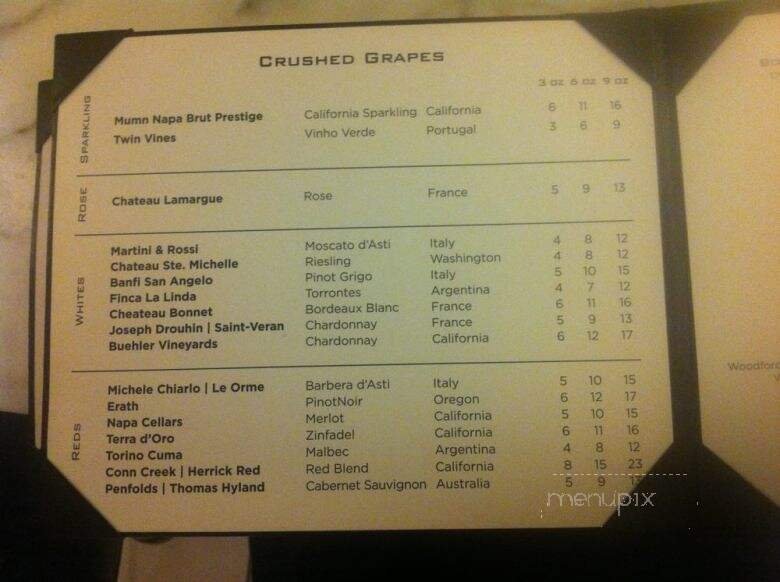 CRUSHED GRAPES
3 oz 6 oz 9 oz
SPARKLING
Mumn Napa Brut Prestige California Sparkling California 6 11 16
Twin Vines Vinho Verde Portugal 3 6 9
ROSE
Chateau Lamargue Rose France 5 9 13
WHITES
Martini & Rossi Moscato d'Asti Italy 4 8 12
Chateau Ste. Michelle Riesling Washington 4 8 12
Banfi San Angelo Pinot Grigo Italy 5 10 15
Finca La Linda Torrontes Argentina 4 7 12
Cheateau Bonnet Bordeaux Blanc France 6 11 16
Joseph Drouhin | Saint-Veran Chardonnay France 5 9 13
Buehler Vineyards Chardonnay California 6 12 17
REDS
Michele Chiarlo | Le Orme Barbera d'Asti Italy 5 10 15
Erath PinotNoir Oregon 6 12 17
Napa Cellars Merlot California 5 10 15
Terra d'Oro Zinfadel California 6 11 16
Torino Cuma Malbec Argentina 4 8 12
Conn Creek | Herrick Red Red Blend California 8 15 23
Penfolds | Thomas Hyland Cabernet Sauvignon Australia 5 9 13
menupix
Woodford